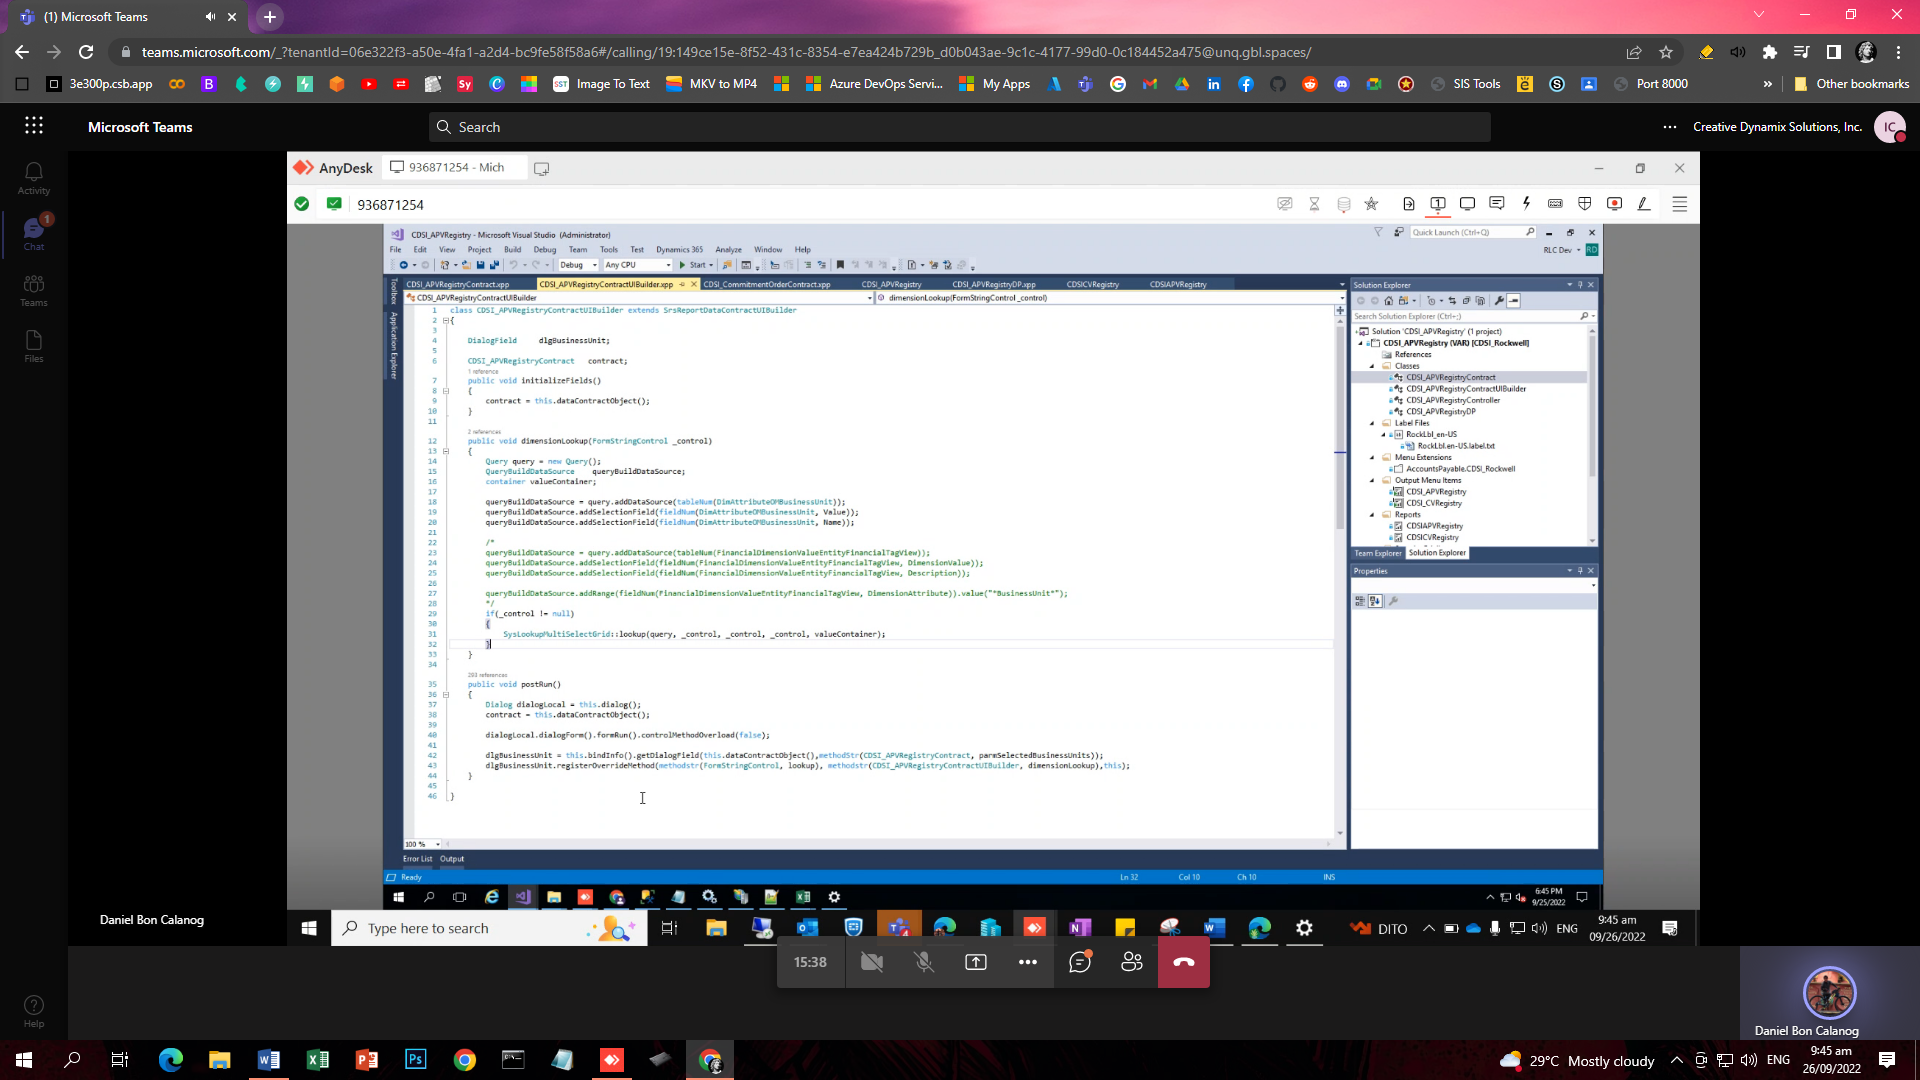 (1) Microsoft Teams
teams.microsoft.com/_?tenantId=06e322f3-a50e-4fa1-a2d4-bc9fe58f58a6#/calling/19:149ce15e-8f52-431c-8354-e7ea424b729b_d0b043ae-9c1c-4177-99d0-0c184452a475@unq.gbl.spaces/
3e300p.csb.app
Image To Text
MKV to MP4
Azure DevOps Servi...
My Apps
SIS Tools
Port 8000
»
Other bookmarks
Microsoft Teams
Search
Creative Dynamix Solutions, Inc.
IC
Activity
1
Chat
Teams
Files
Help
AnyDesk
936871254 - Mich
936871254
CDSI_APVRegistry - Microsoft Visual Studio (Administrator)
Quick Launch (Ctrl+Q)
File Edit View Project Build Debug Team Tools Test Dynamics 365 Analyze Window Help
RLC Dev RD
Debug Any CPU Start
Toolbox
Application Explorer
CDSI_APVRegistryContract.xpp
CDSI_APVRegistryContractUIBuilder.xpp
CDSI_CommitmentOrderContract.xpp
CDSI_APVRegistry
CDSI_APVRegistryDP.xpp
CDSICVRegistry
CDSIAPVRegistry
CDSI_APVRegistryContractUIBuilder
dimensionLookup(FormStringControl _control)
1 class CDSI_APVRegistryContractUIBuilder extends SrsReportDataContractUIBuilder
2 {
3
4 DialogField dlgBusinessUnit;
5
6 CDSI_APVRegistryContract contract;
1 reference
7 public void initializeFields()
8 {
9 contract = this.dataContractObject();
10 }
11
2 references
12 public void dimensionLookup(FormStringControl _control)
13 {
14 Query query = new Query();
15 QueryBuildDataSource queryBuildDataSource;
16 container valueContainer;
17
18 queryBuildDataSource = query.addDataSource(tableNum(DimAttributeOMBusinessUnit));
19 queryBuildDataSource.addSelectionField(fieldNum(DimAttributeOMBusinessUnit, Value));
20 queryBuildDataSource.addSelectionField(fieldNum(DimAttributeOMBusinessUnit, Name));
21
22 /*
23 queryBuildDataSource = query.addDataSource(tableNum(FinancialDimensionValueEntityFinancialTagView));
24 queryBuildDataSource.addSelectionField(fieldNum(FinancialDimensionValueEntityFinancialTagView, DimensionValue));
25 queryBuildDataSource.addSelectionField(fieldNum(FinancialDimensionValueEntityFinancialTagView, Description));
26
27 queryBuildDataSource.addRange(fieldNum(FinancialDimensionValueEntityFinancialTagView, DimensionAttribute)).value("*BusinessUnit*");
28 */
29 if(_control != null)
30 {
31 SysLookupMultiSelectGrid::lookup(query, _control, _control, _control, valueContainer);
32 }
33 }
34
293 references
35 public void postRun()
36 {
37 Dialog dialogLocal = this.dialog();
38 contract = this.dataContractObject();
39
40 dialogLocal.dialogForm().formRun().controlMethodOverload(false);
41
42 dlgBusinessUnit = this.bindInfo().getDialogField(this.dataContractObject(),methodStr(CDSI_APVRegistryContract, parmSelectedBusinessUnits));
43 dlgBusinessUnit.registerOverrideMethod(methodstr(FormStringControl, lookup), methodstr(CDSI_APVRegistryContractUIBuilder, dimensionLookup),this);
44 }
45
46 }
100 %
Error List Output
Ready
Ln 32
Col 10
Ch 10
INS
Solution Explorer
Search Solution Explorer (Ctrl+;)
Solution 'CDSI_APVRegistry' (1 project)
CDSI_APVRegistry (VAR) [CDSI_Rockwell]
References
Classes
CDSI_APVRegistryContract
CDSI_APVRegistryContractUIBuilder
CDSI_APVRegistryController
CDSI_APVRegistryDP
Label Files
RockLbl_en-US
RockLbl.en-US.label.txt
Menu Extensions
AccountsPayable.CDSI_Rockwell
Output Menu Items
CDSI_APVRegistry
CDSI_CVRegistry
Reports
CDSIAPVRegistry
CDSICVRegistry
Team Explorer Solution Explorer
Properties
6:45 PM
9/25/2022
Daniel Bon Calanog
Type here to search
DITO
ENG
9:45 am
09/26/2022
15:38
Daniel Bon Calanog
29°C Mostly cloudy
ENG
9:45 am
26/09/2022